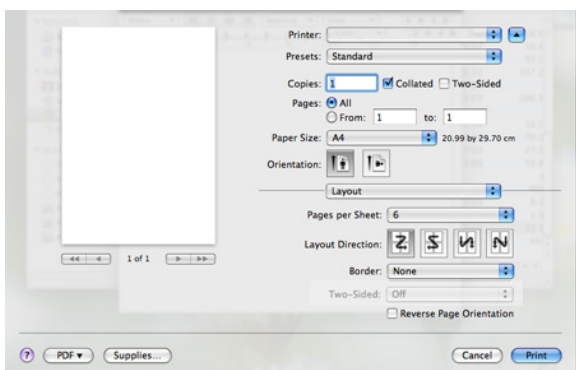 Printer:
Presets: Standard
Copies: 1 Collated Two-Sided
Pages: All
From: 1 to: 1
Paper Size: A4 20.99 by 29.70 cm
Orientation:
Layout
Pages per Sheet: 6
Layout Direction:
Border: None
Two-Sided: Off
Reverse Page Orientation
1 of 1
? PDF ▾ Supplies... Cancel Print